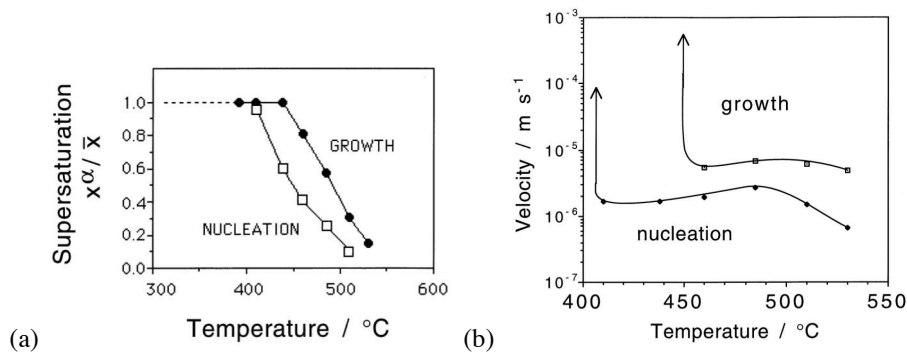 (a)
Supersaturation
x^α / x̄
1.0
0.8
0.6
0.4
0.2
0.0
GROWTH
NUCLEATION
300
400
500
600
Temperature / °C
(b)
Velocity / m s⁻¹
10⁻³
10⁻⁴
10⁻⁵
10⁻⁶
10⁻⁷
growth
nucleation
400
450
500
550
Temperature / °C